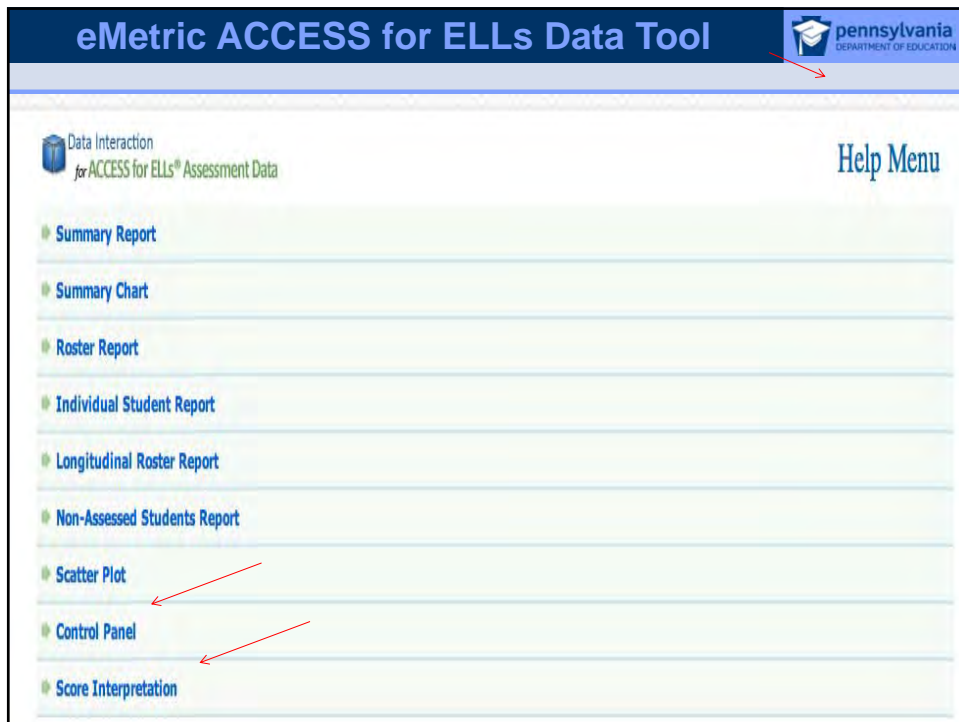 eMetric ACCESS for ELLs Data Tool
pennsylvania
DEPARTMENT OF EDUCATION
Data Interaction
for ACCESS for ELLs® Assessment Data
Help Menu
Summary Report
Summary Chart
Roster Report
Individual Student Report
Longitudinal Roster Report
Non-Assessed Students Report
Scatter Plot
Control Panel
Score Interpretation